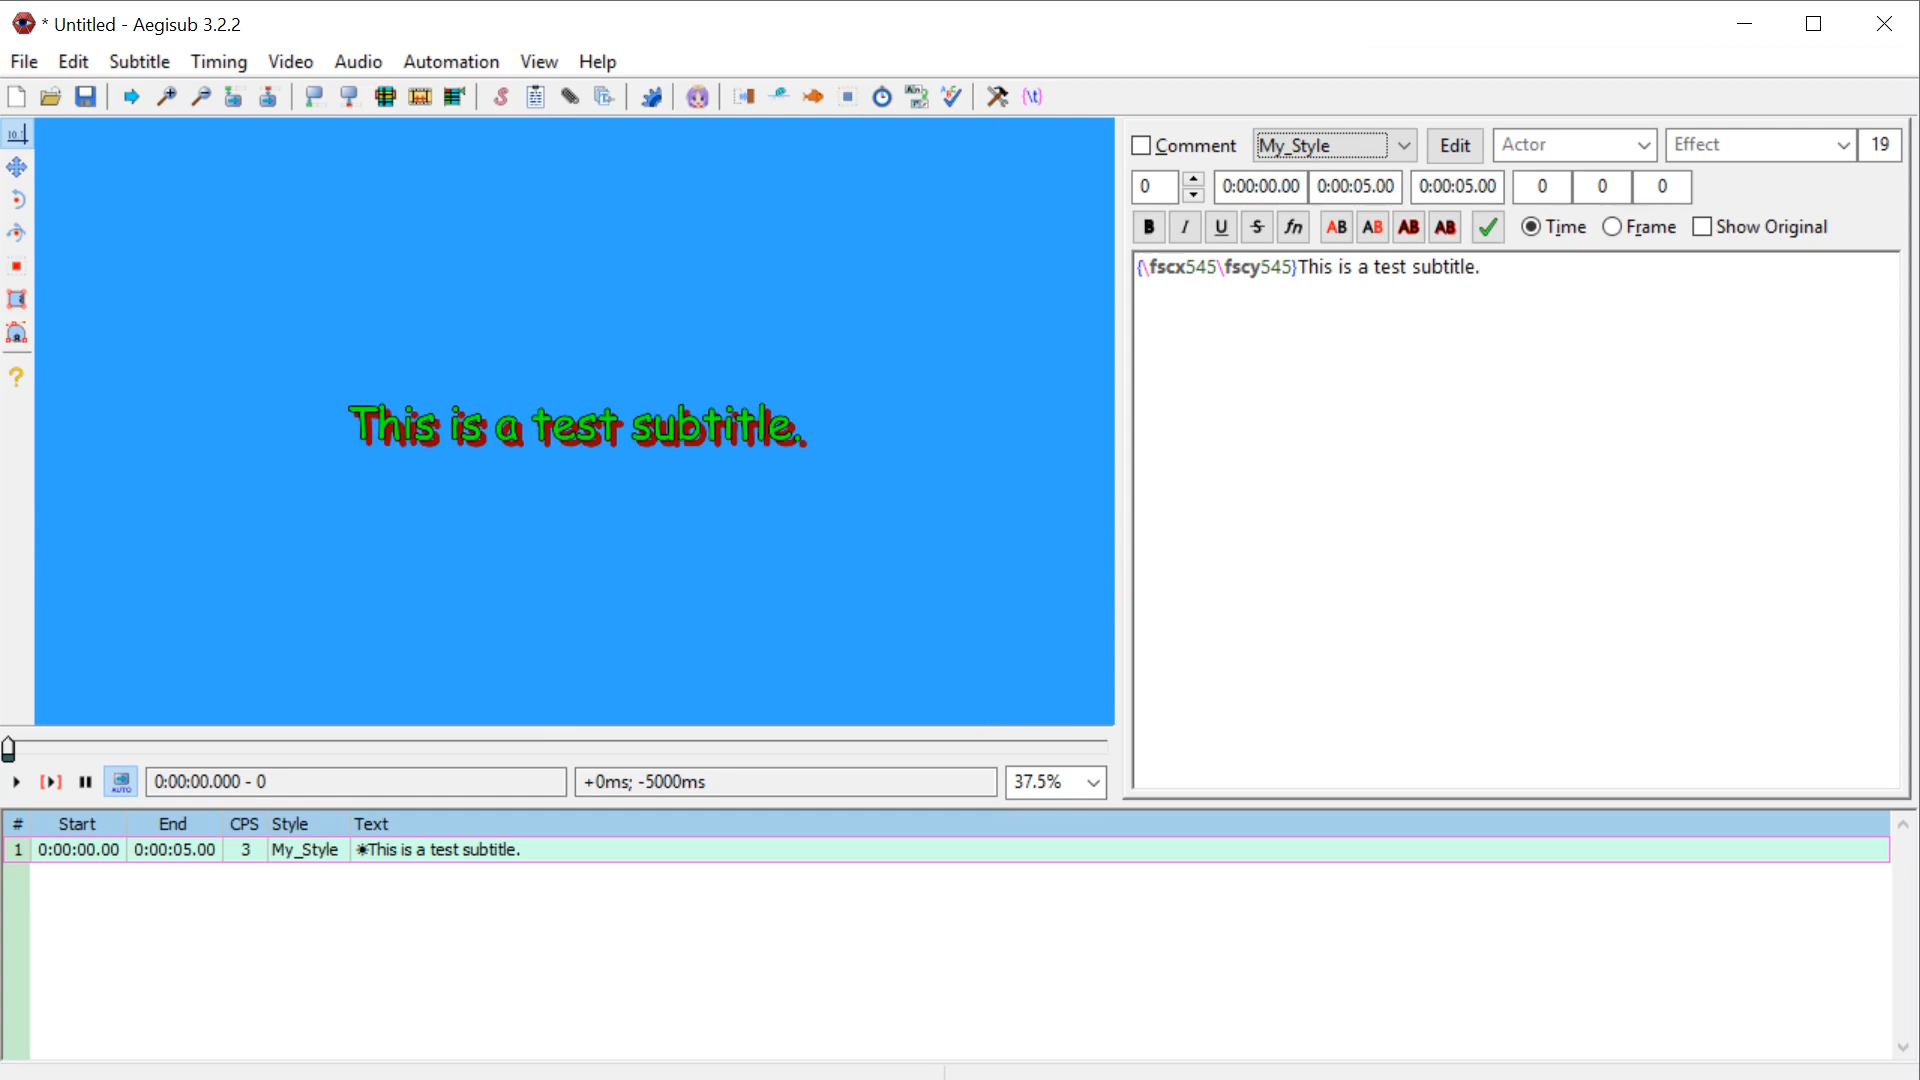 * Untitled - Aegisub 3.2.2
File Edit Subtitle Timing Video Audio Automation View Help
Comment My_Style Edit Actor Effect 19
0 0:00:00.00 0:00:05.00 0:00:05.00 0 0 0
B I U S fn AB AB AB AB Time Frame Show Original
{\fscx545\fscy545}This is a test subtitle.
This is a test subtitle.
AUTO 0:00:00.000 - 0 +0ms; -5000ms 37.5%
# Start End CPS Style Text
1 0:00:00.00 0:00:05.00 3 My_Style ☀This is a test subtitle.